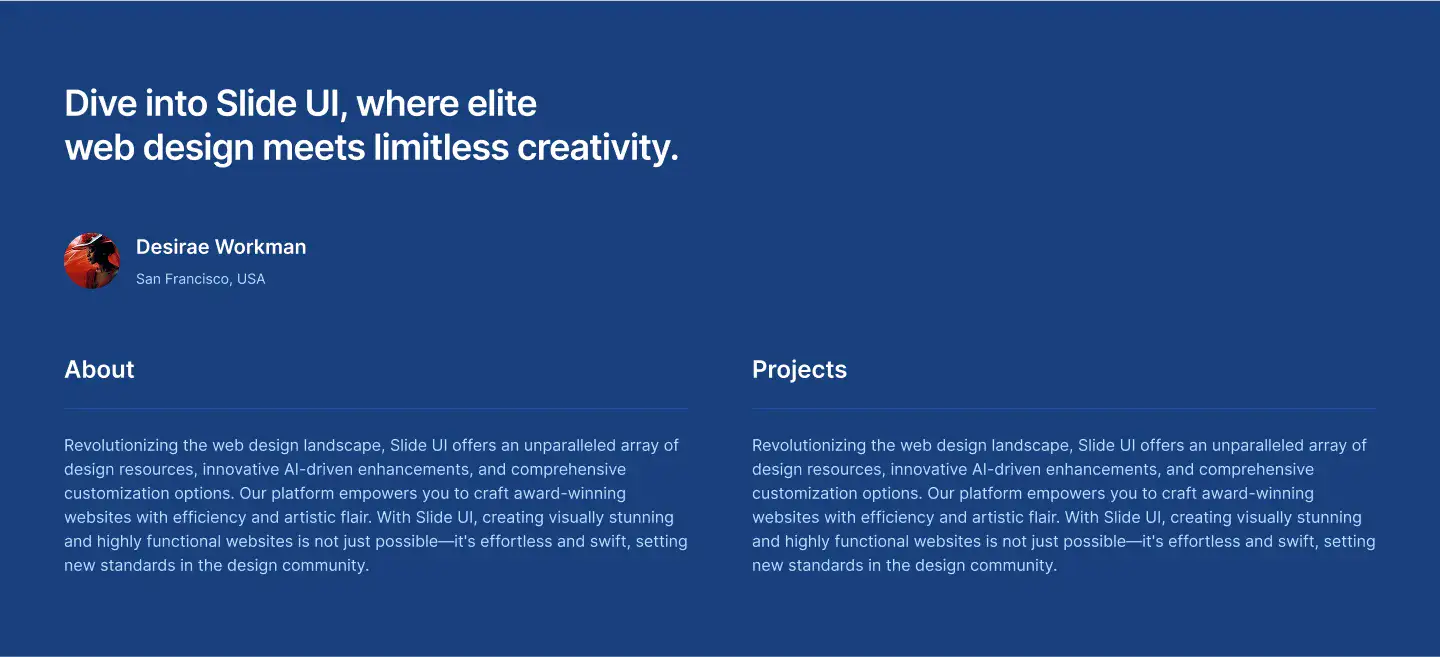 Dive into Slide UI, where elite
web design meets limitless creativity.
Desirae Workman
San Francisco, USA
About
Revolutionizing the web design landscape, Slide UI offers an unparalleled array of
design resources, innovative AI-driven enhancements, and comprehensive
customization options. Our platform empowers you to craft award-winning
websites with efficiency and artistic flair. With Slide UI, creating visually stunning
and highly functional websites is not just possible—it's effortless and swift, setting
new standards in the design community.
Projects
Revolutionizing the web design landscape, Slide UI offers an unparalleled array of
design resources, innovative AI-driven enhancements, and comprehensive
customization options. Our platform empowers you to craft award-winning
websites with efficiency and artistic flair. With Slide UI, creating visually stunning
and highly functional websites is not just possible—it's effortless and swift, setting
new standards in the design community.